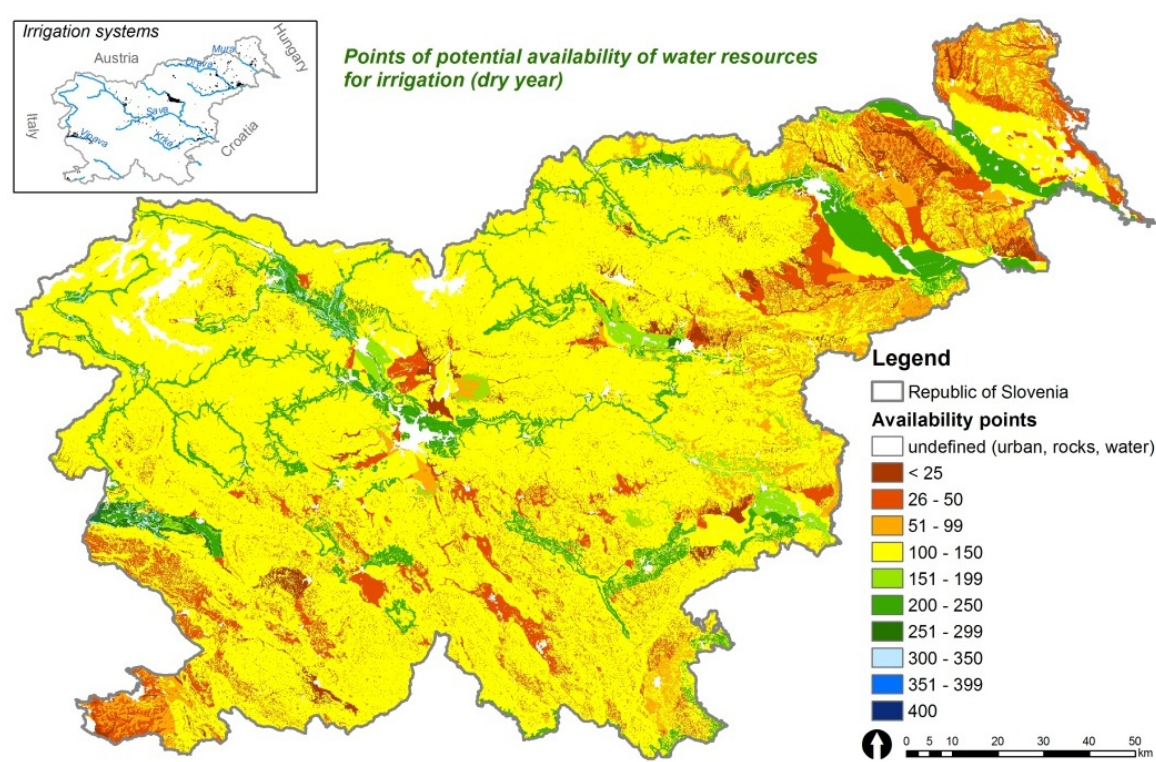 Irrigation systems
Austria
Hungary
Mura
Drava
Sava
Italy
Vipava
Krka
Croatia
Points of potential availability of water resources
for irrigation (dry year)
Legend
Republic of Slovenia
Availability points
undefined (urban, rocks, water)
< 25
26 - 50
51 - 99
100 - 150
151 - 199
200 - 250
251 - 299
300 - 350
351 - 399
400
0 5 10 20 30 40 50
km